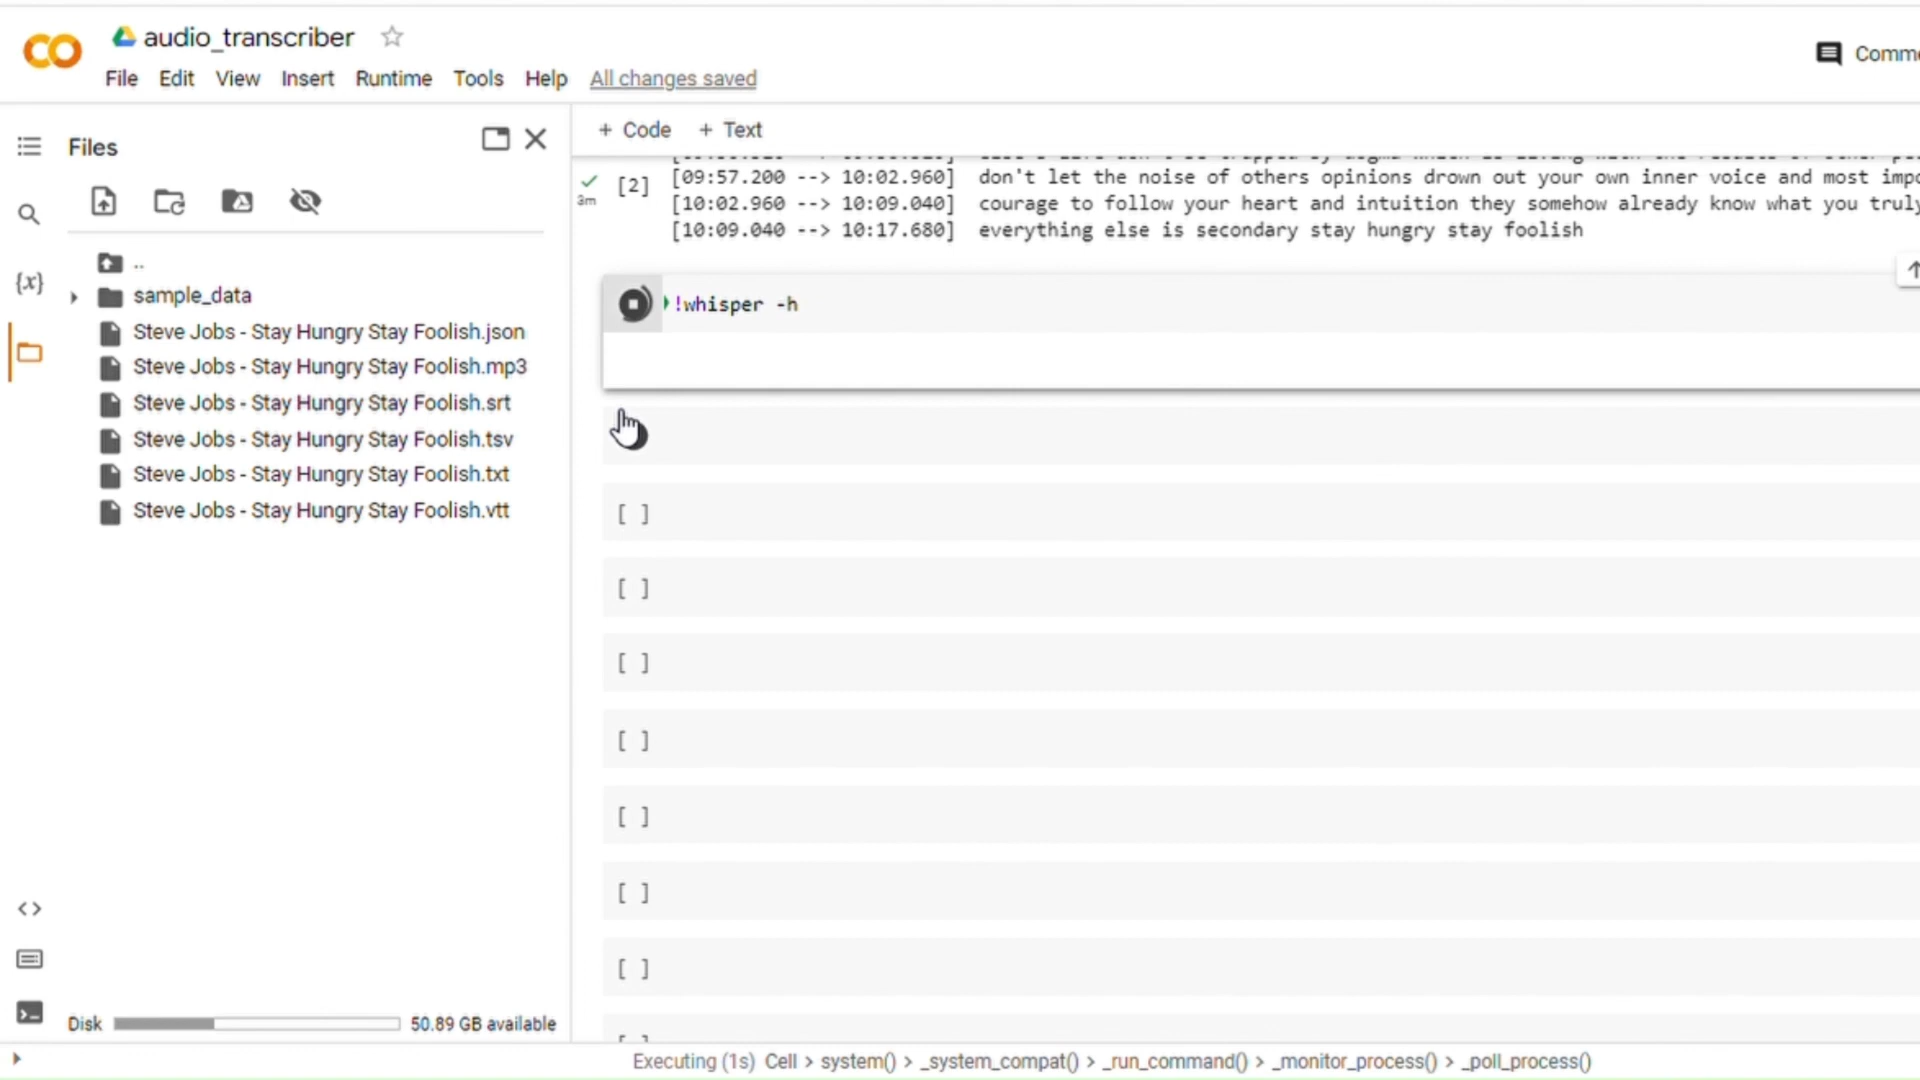 audio_transcriber
Comme
File Edit View Insert Runtime Tools Help All changes saved
Files
+ Code + Text
..
sample_data
Steve Jobs - Stay Hungry Stay Foolish.json
Steve Jobs - Stay Hungry Stay Foolish.mp3
Steve Jobs - Stay Hungry Stay Foolish.srt
Steve Jobs - Stay Hungry Stay Foolish.tsv
Steve Jobs - Stay Hungry Stay Foolish.txt
Steve Jobs - Stay Hungry Stay Foolish.vtt
Disk 50.89 GB available
3m
[2]
[09:57.200 --> 10:02.960] don't let the noise of others opinions drown out your own inner voice and most impo
[10:02.960 --> 10:09.040] courage to follow your heart and intuition they somehow already know what you truly
[10:09.040 --> 10:17.680] everything else is secondary stay hungry stay foolish
!whisper -h
[ ]
[ ]
[ ]
[ ]
[ ]
[ ]
[ ]
Executing (1s) Cell > system() > _system_compat() > _run_command() > _monitor_process() > _poll_process()